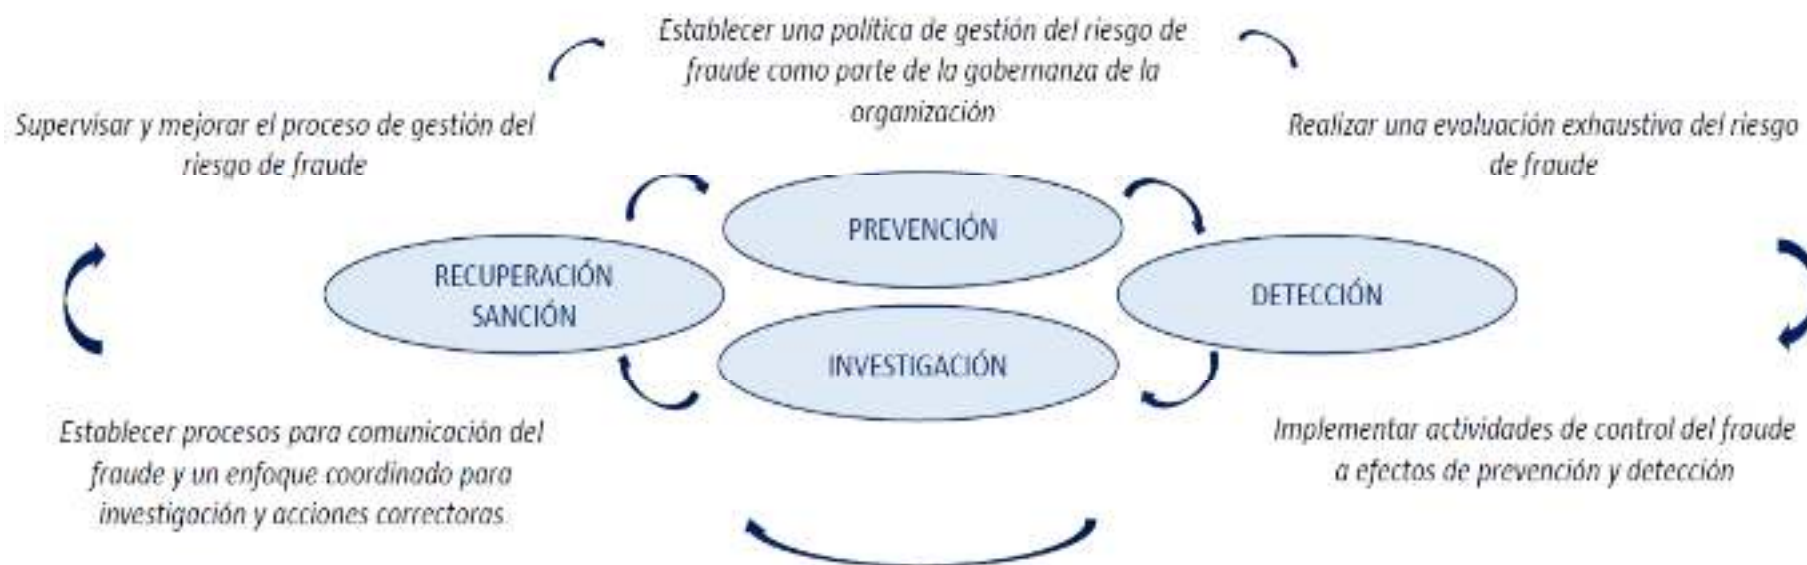 Establecer una política de gestión del riesgo de
fraude como parte de la gobernanza de la
organización
Supervisar y mejorar el proceso de gestión del
riesgo de fraude
Realizar una evaluación exhaustiva del riesgo
de fraude
PREVENCIÓN
RECUPERACIÓN
SANCIÓN
DETECCIÓN
INVESTIGACIÓN
Establecer procesos para comunicación del
fraude y un enfoque coordinado para
investigación y acciones correctoras
Implementar actividades de control del fraude
a efectos de prevención y detección